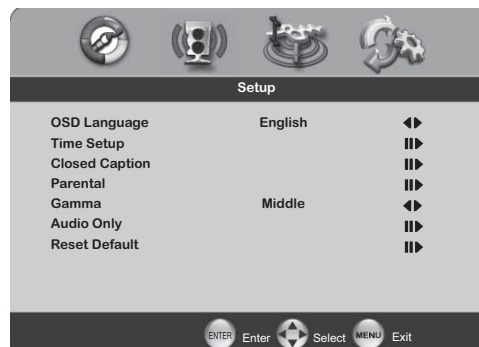 Setup
OSD Language English
Time Setup
Closed Caption
Parental
Gamma Middle
Audio Only
Reset Default
ENTER Enter Select MENU Exit